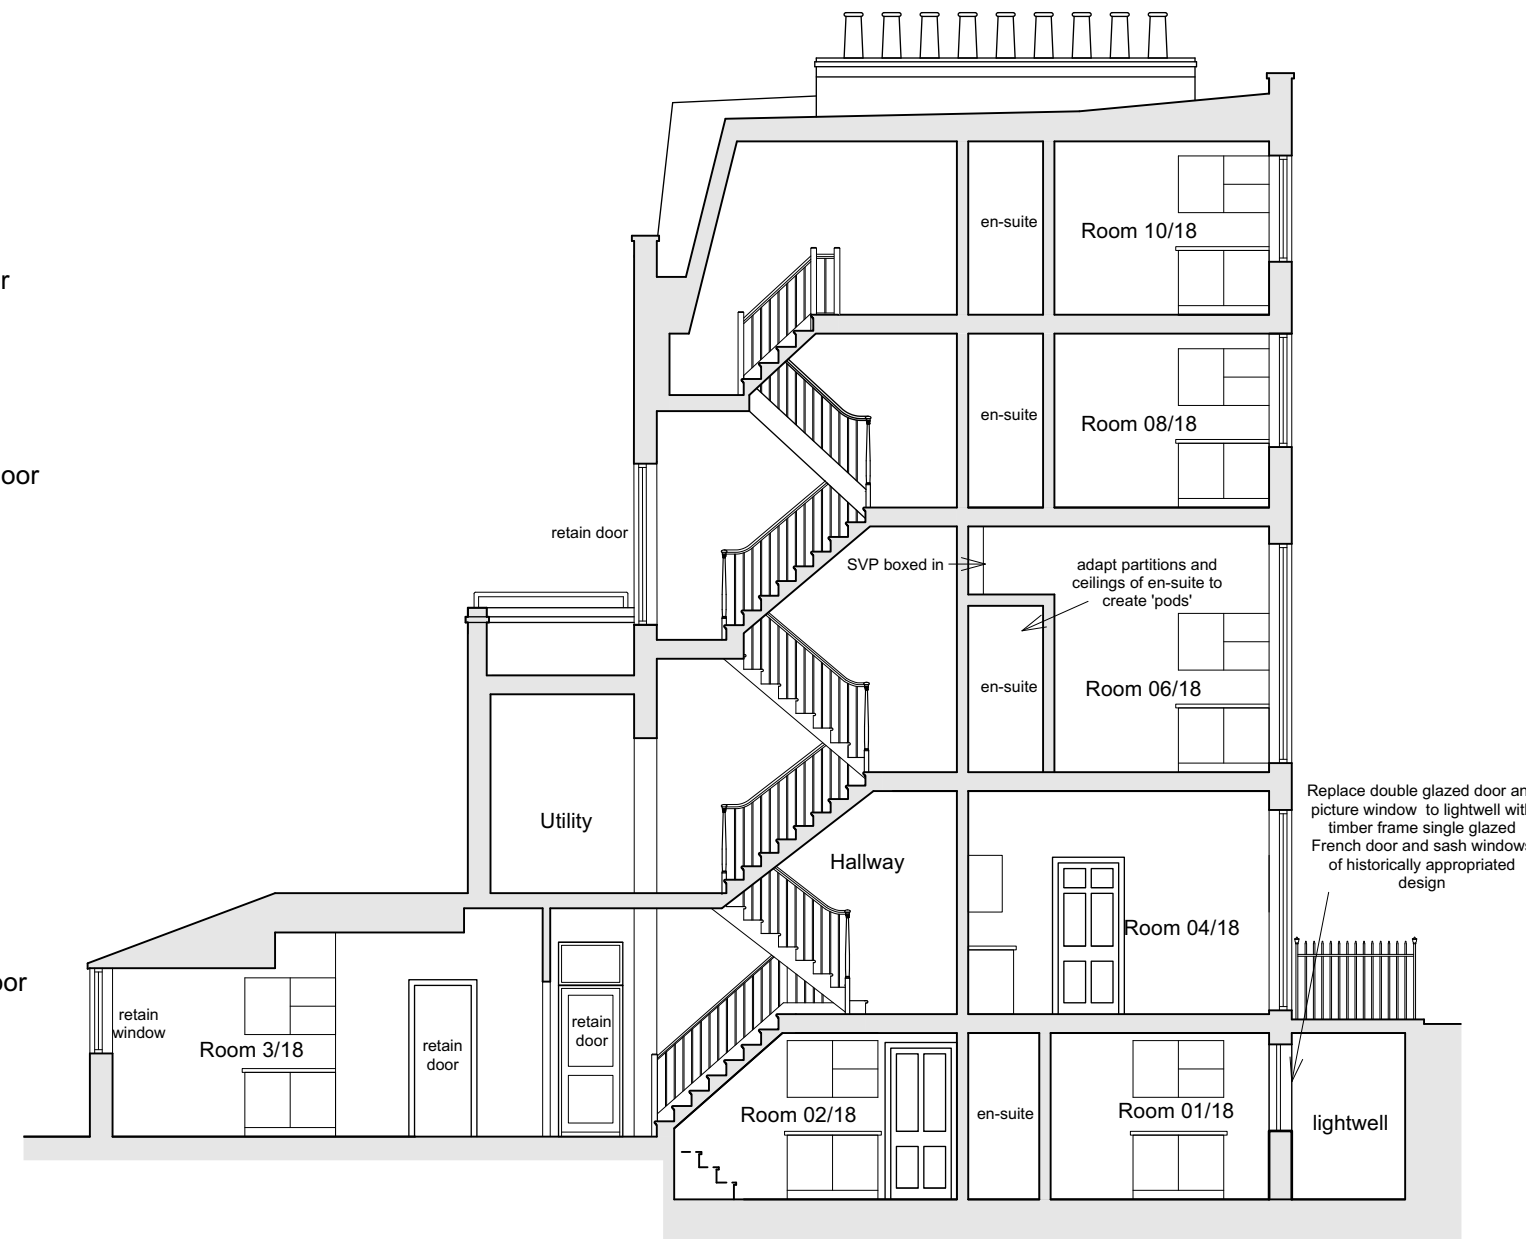 en-suite
Room 10/18
r
en-suite
Room 08/18
oor
retain door
SVP boxed in
adapt partitions and
ceilings of en-suite to
create 'pods'
en-suite
Room 06/18
Replace double glazed door an
picture window to lightwell with
timber frame single glazed
French door and sash windows
of historically appropriated
design
Utility
Hallway
Room 04/18
oor
retain
window
Room 3/18
retain
door
retain
door
Room 02/18
en-suite
Room 01/18
lightwell